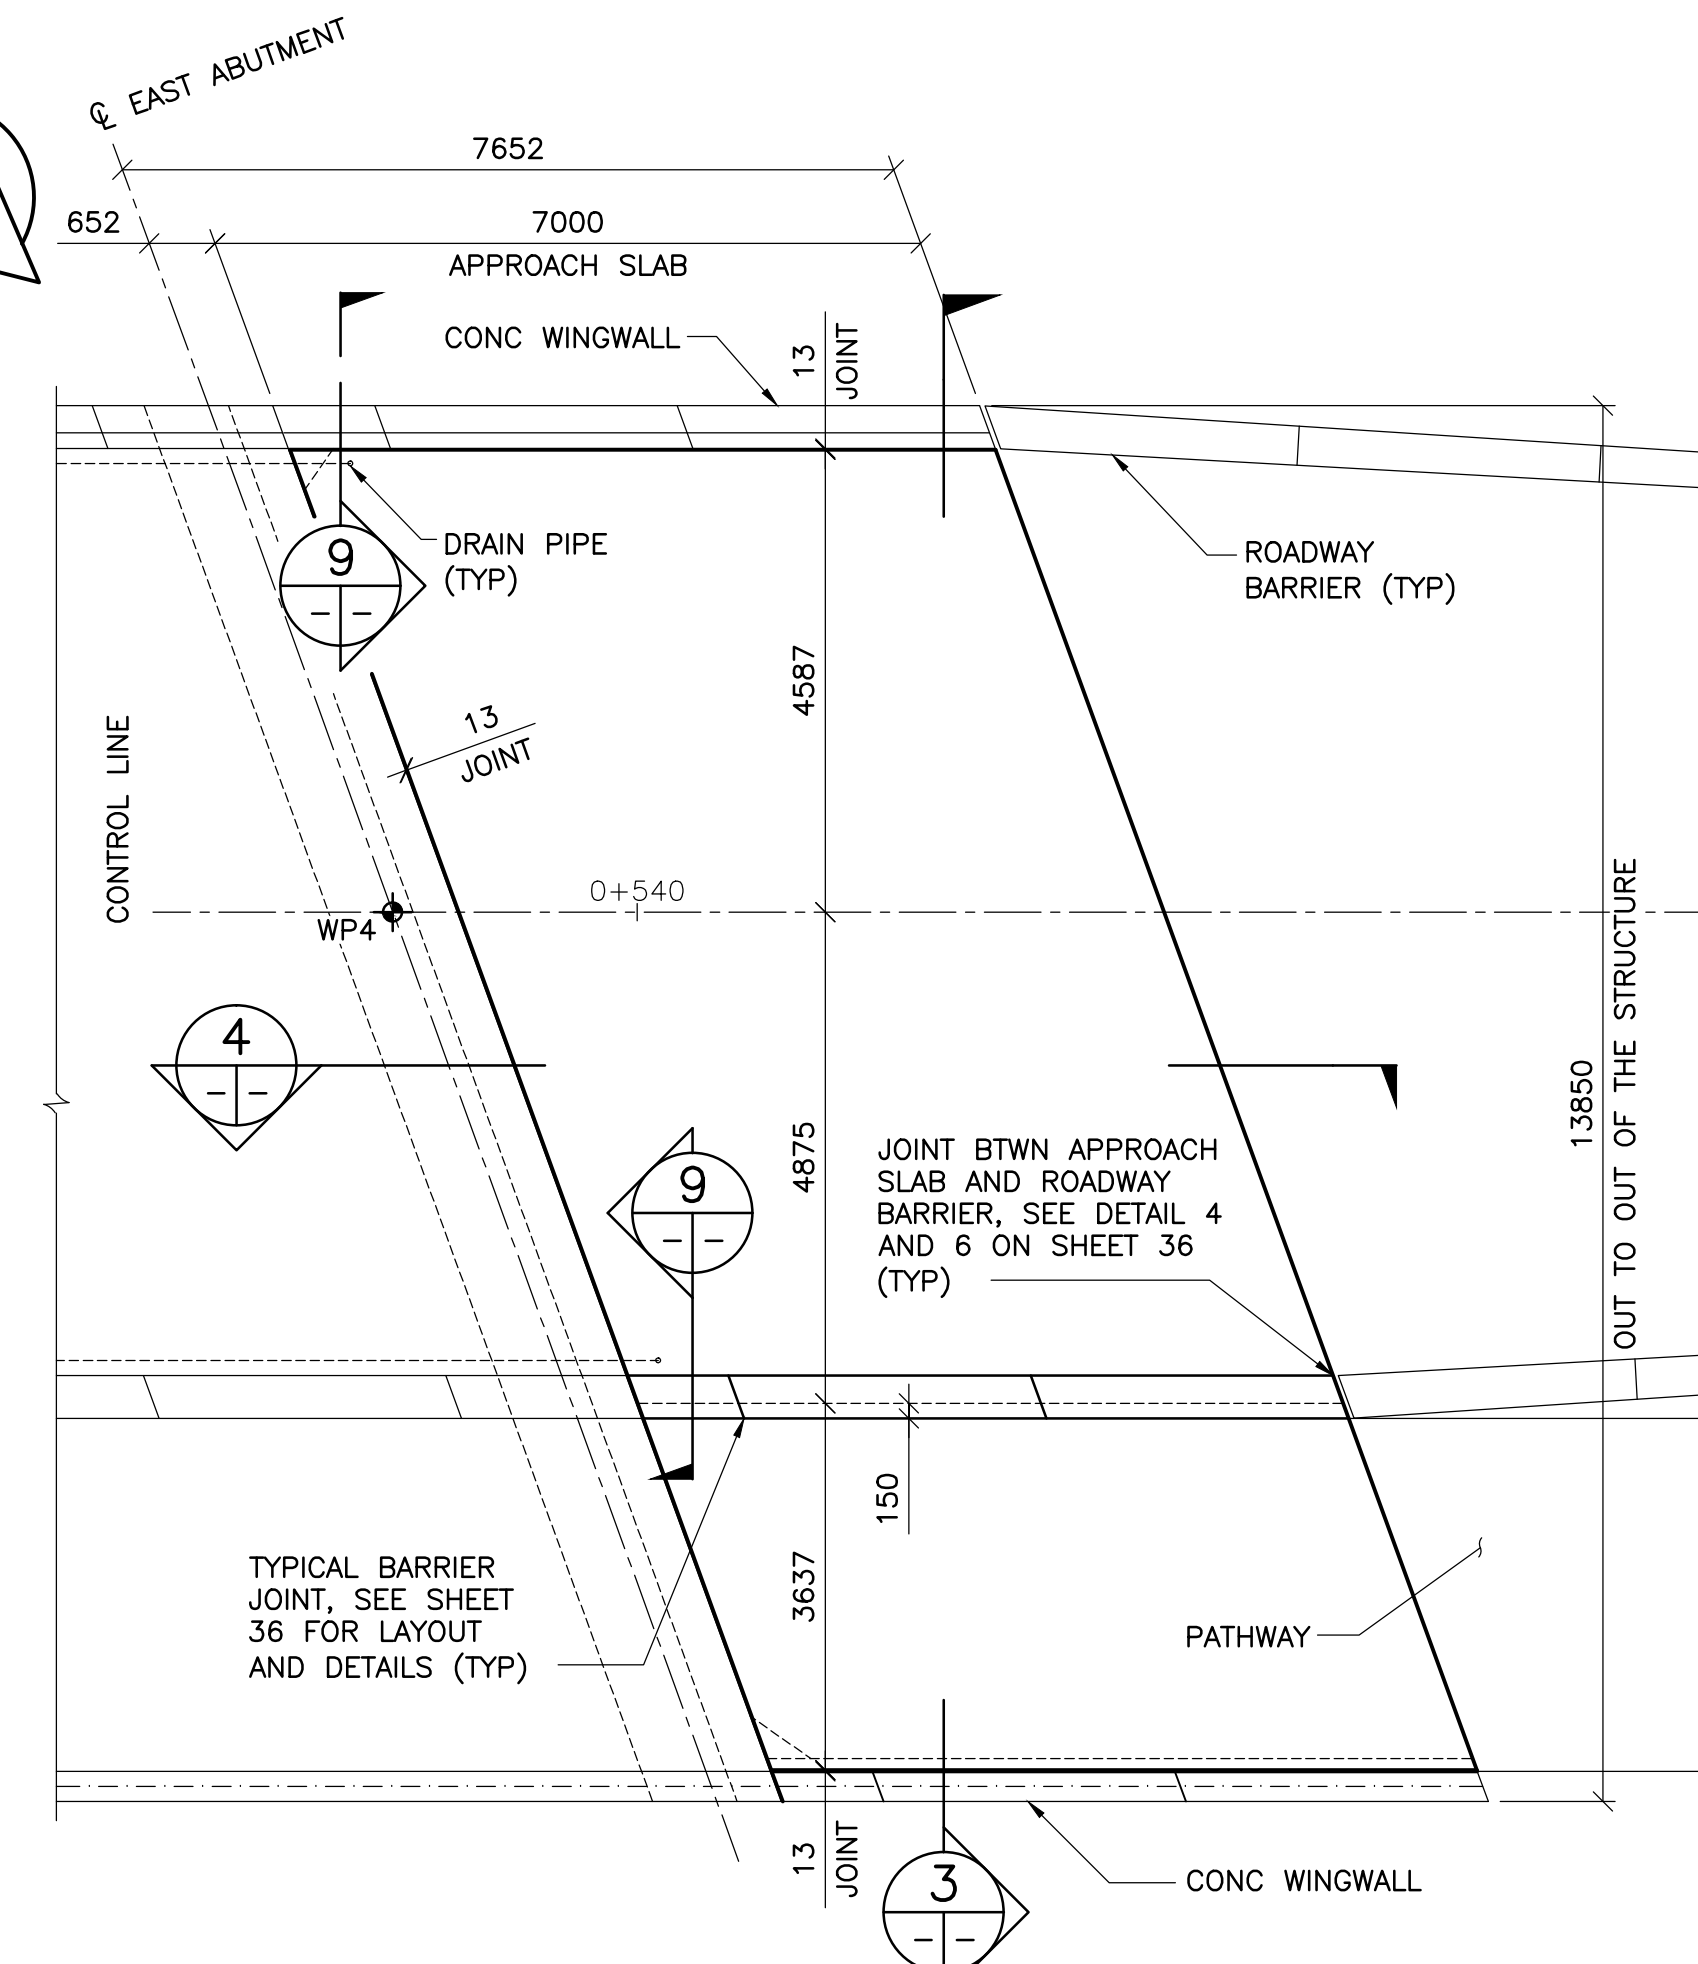 ℄ EAST ABUTMENT
7652
652
7000
APPROACH SLAB
CONC WINGWALL
13
JOINT
DRAIN PIPE
(TYP)
9
- -
ROADWAY
BARRIER (TYP)
4587
13
JOINT
CONTROL LINE
0+540
WP4
4
- -
13850
OUT TO OUT OF THE STRUCTURE
4875
9
- -
JOINT BTWN APPROACH
SLAB AND ROADWAY
BARRIER, SEE DETAIL 4
AND 6 ON SHEET 36
(TYP)
150
TYPICAL BARRIER
JOINT, SEE SHEET
36 FOR LAYOUT
AND DETAILS (TYP)
3637
PATHWAY
13
JOINT
3
- -
CONC WINGWALL